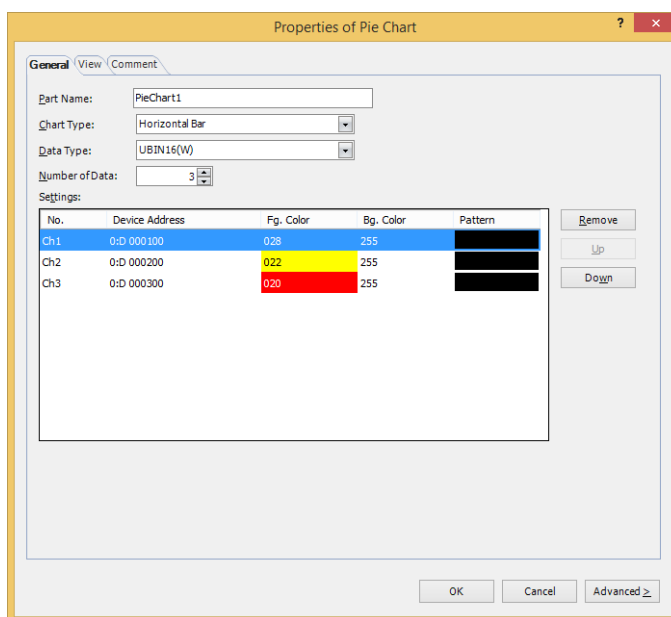 Properties of Pie Chart ? ×
General View Comment
Part Name: PieChart1
Chart Type: Horizontal Bar
Data Type: UBIN16(W)
Number of Data: 3
Settings:
No. Device Address Fg. Color Bg. Color Pattern Remove
Ch1 0:D 000100 028 255 Up
Ch2 0:D 000200 022 255
Ch3 0:D 000300 020 255 Down
OK Cancel Advanced >